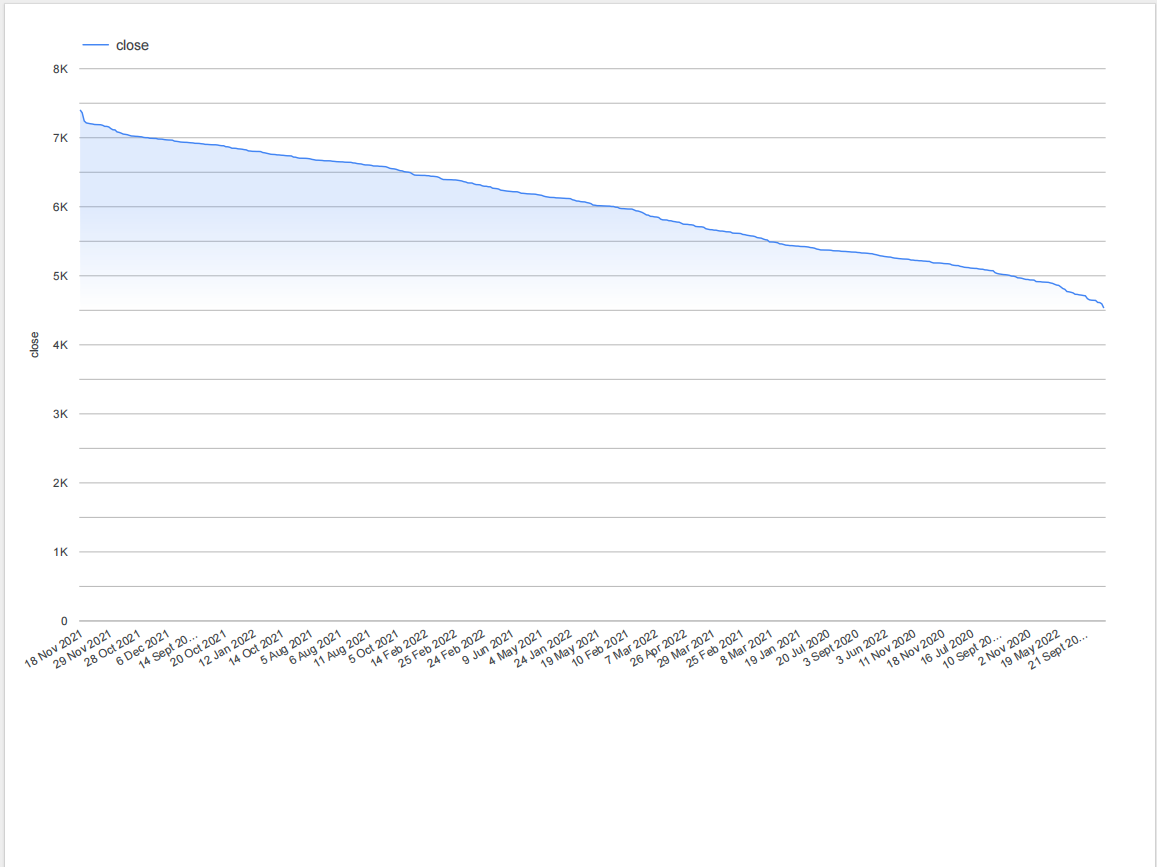 close
8K
7K
6K
5K
close
4K
3K
2K
1K
0
18 Nov 2021
29 Nov 2021
28 Oct 2021
6 Dec 2021
14 Sept 20...
20 Oct 2021
12 Jan 2022
14 Oct 2021
5 Aug 2021
6 Aug 2021
11 Aug 2021
5 Oct 2021
14 Feb 2022
25 Feb 2022
24 Feb 2022
9 Jun 2021
4 May 2021
24 Jan 2022
19 May 2021
10 Feb 2021
7 Mar 2022
26 Apr 2022
29 Mar 2021
25 Feb 2021
8 Mar 2021
19 Jan 2021
20 Jul 2020
3 Sept 2020
3 Jun 2022
11 Nov 2020
18 Nov 2020
16 Jul 2020
10 Sept 20...
2 Nov 2020
19 May 2022
21 Sept 20...